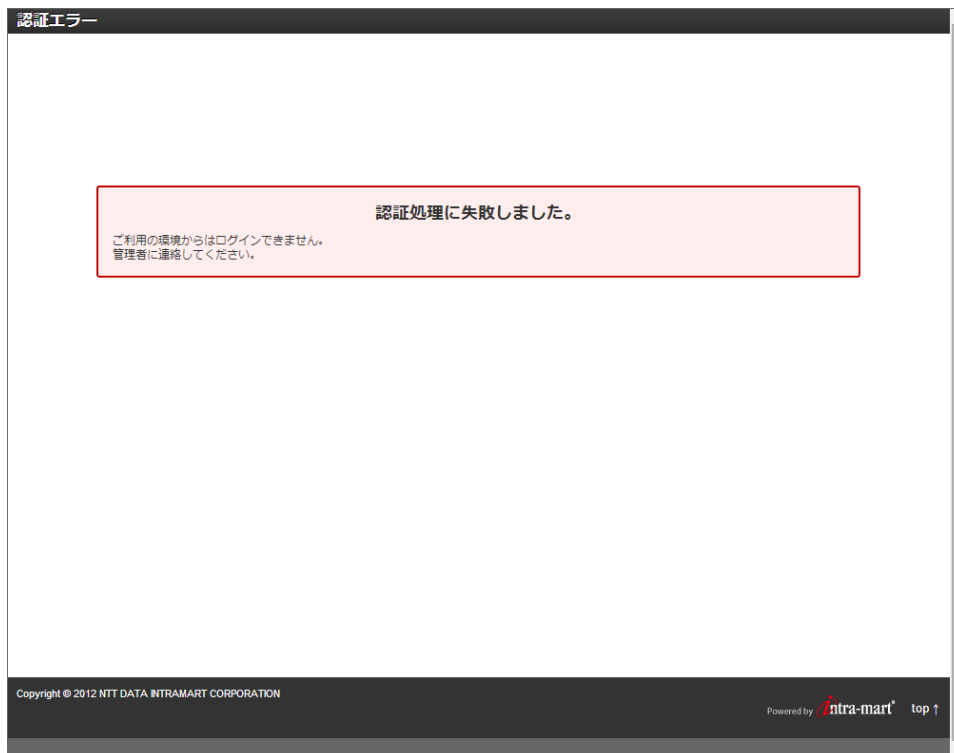 認証エラー
認証処理に失敗しました。
ご利用の環境からはログインできません。
管理者に連絡してください。
Copyright © 2012 NTT DATA INTRAMART CORPORATION
Powered by intra-mart® top ↑